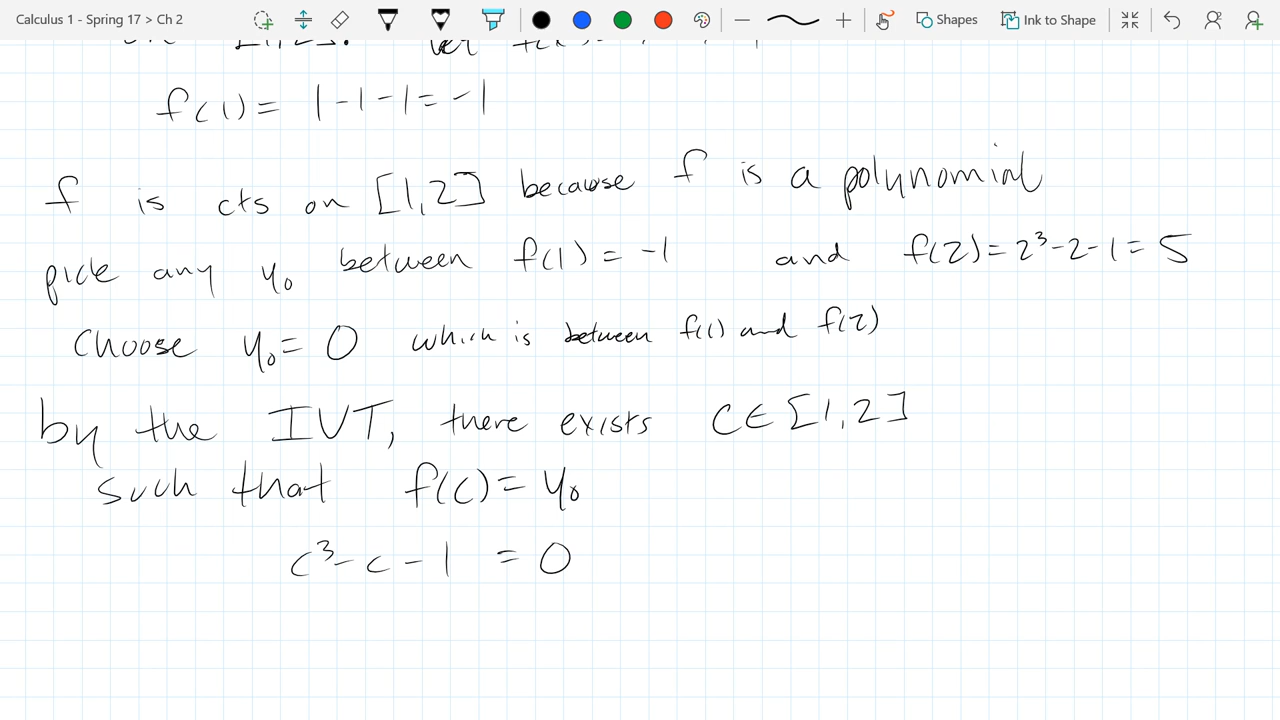 Calculus 1 - Spring 17 > Ch 2
Shapes
Ink to Shape
f(1) = 1-1-1 = -1
f is cts on [1,2] because f is a polynomial
pick any y₀ between f(1) = -1 and f(2) = 2³-2-1 = 5
Choose y₀ = 0 which is between f(1) and f(2)
by the IVT, there exists c∈[1,2]
such that f(c) = y₀
c³-c-1 = 0